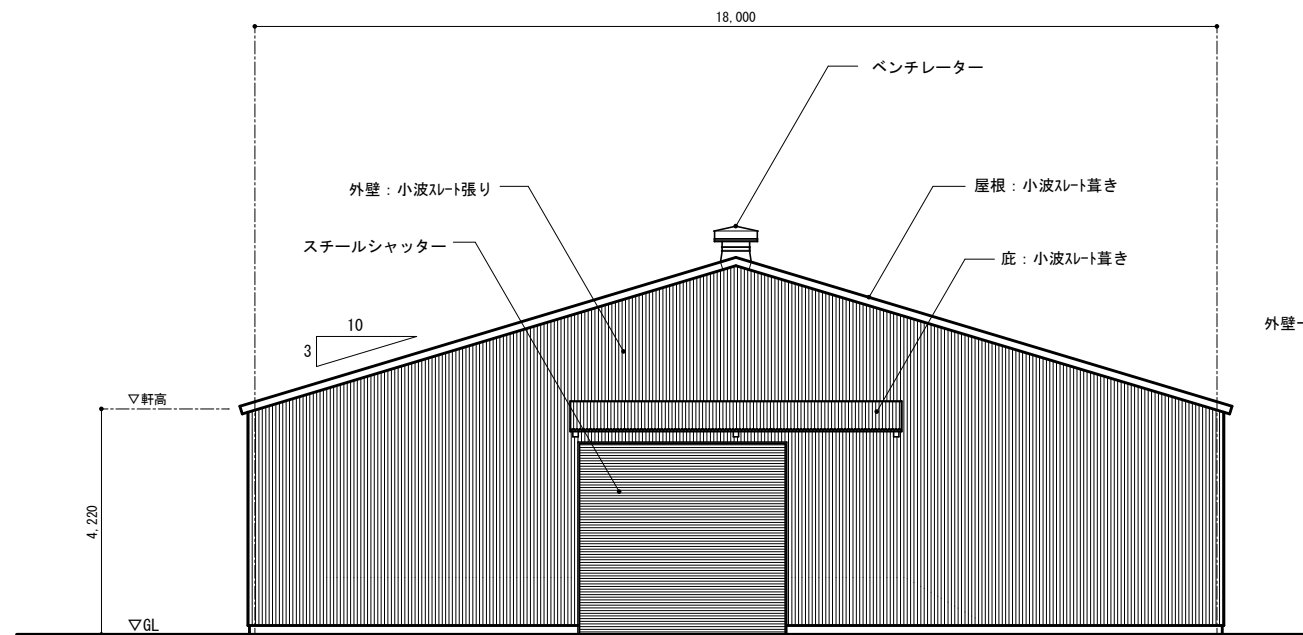 18,000
ベンチレーター
外壁：小波ｽﾚｰﾄ張り
屋根：小波ｽﾚｰﾄ葺き
スチールシャッター
庇：小波ｽﾚｰﾄ葺き
10
3
外壁
▽軒高
4,220
▽GL